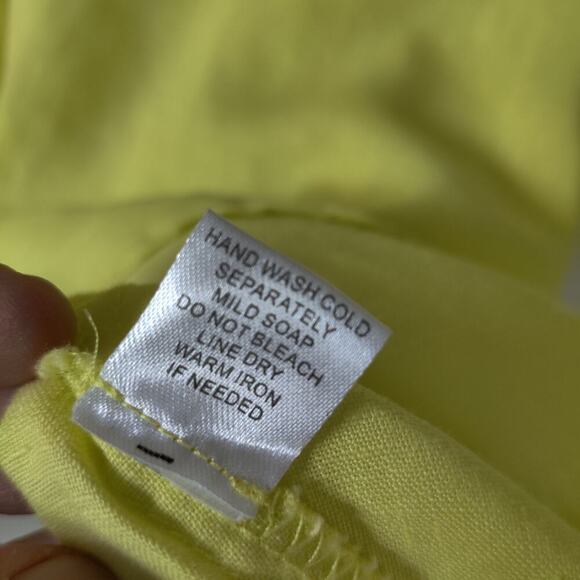 HAND WASH COLD
SEPARATELY
MILD SOAP
DO NOT BLEACH
LINE DRY
WARM IRON
IF NEEDED